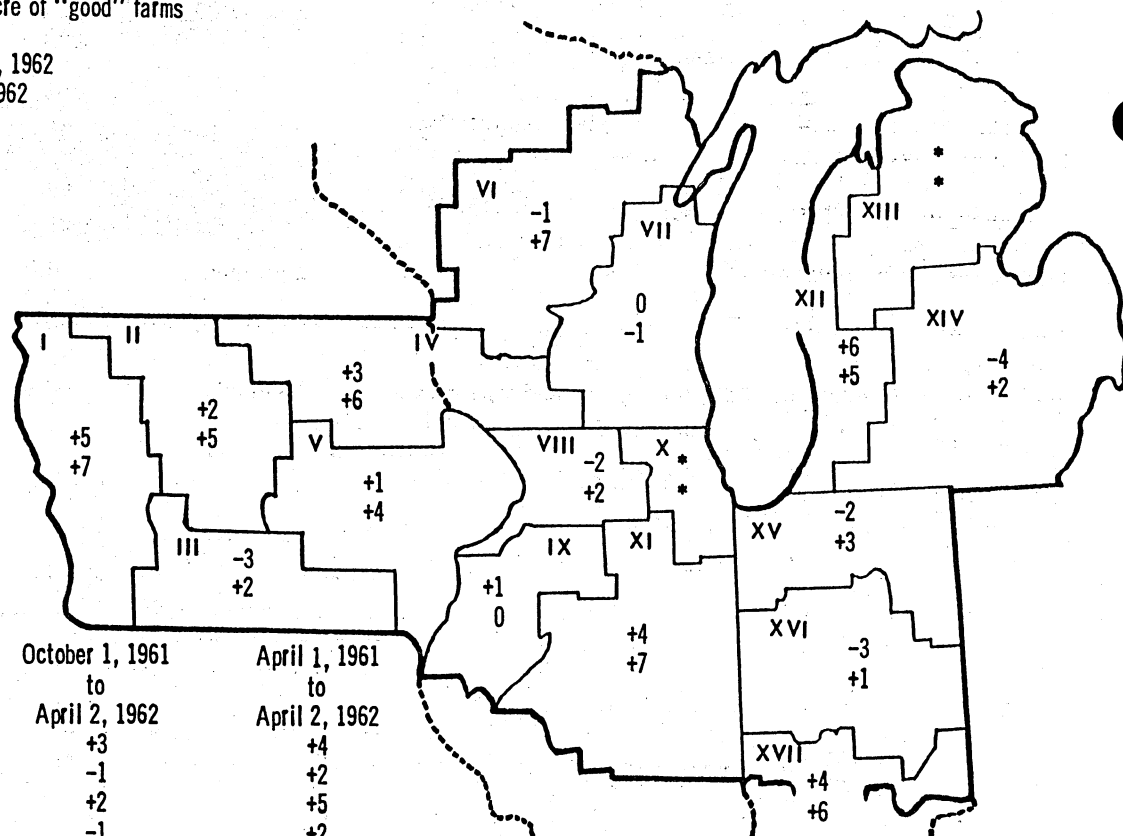 cre of "good" farms
, 1962
962
*
*
VI
XIII
-1
+7
VII
XII
0
-1
XIV
I
II
IV
+6
+5
-4
+2
+3
+6
+2
+5
+5
+7
V
VIII
X
-2
+2
*
*
+1
+4
XV
-2
+3
III
-3
+2
IX
XI
+1
0
XVI
+4
+7
-3
+1
October 1, 1961 April 1, 1961
to to
April 2, 1962 April 2, 1962
+3 +4
-1 +2
+2 +5
-1 +2
XVII
+4
+6